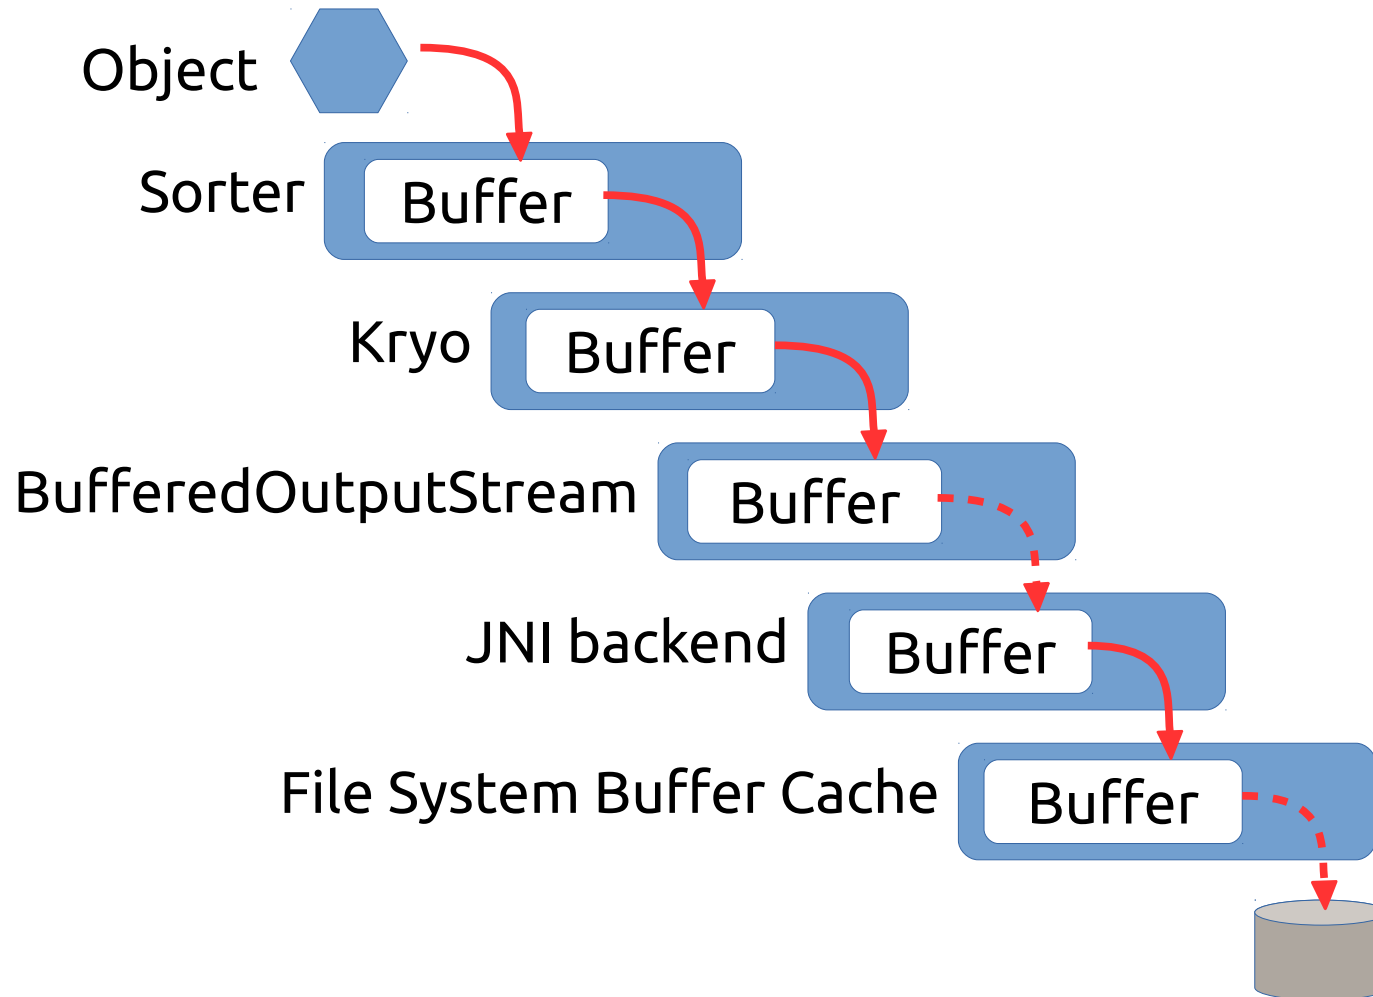 Object
Sorter
Buffer
Kryo
Buffer
BufferedOutputStream
Buffer
JNI backend
Buffer
File System Buffer Cache
Buffer